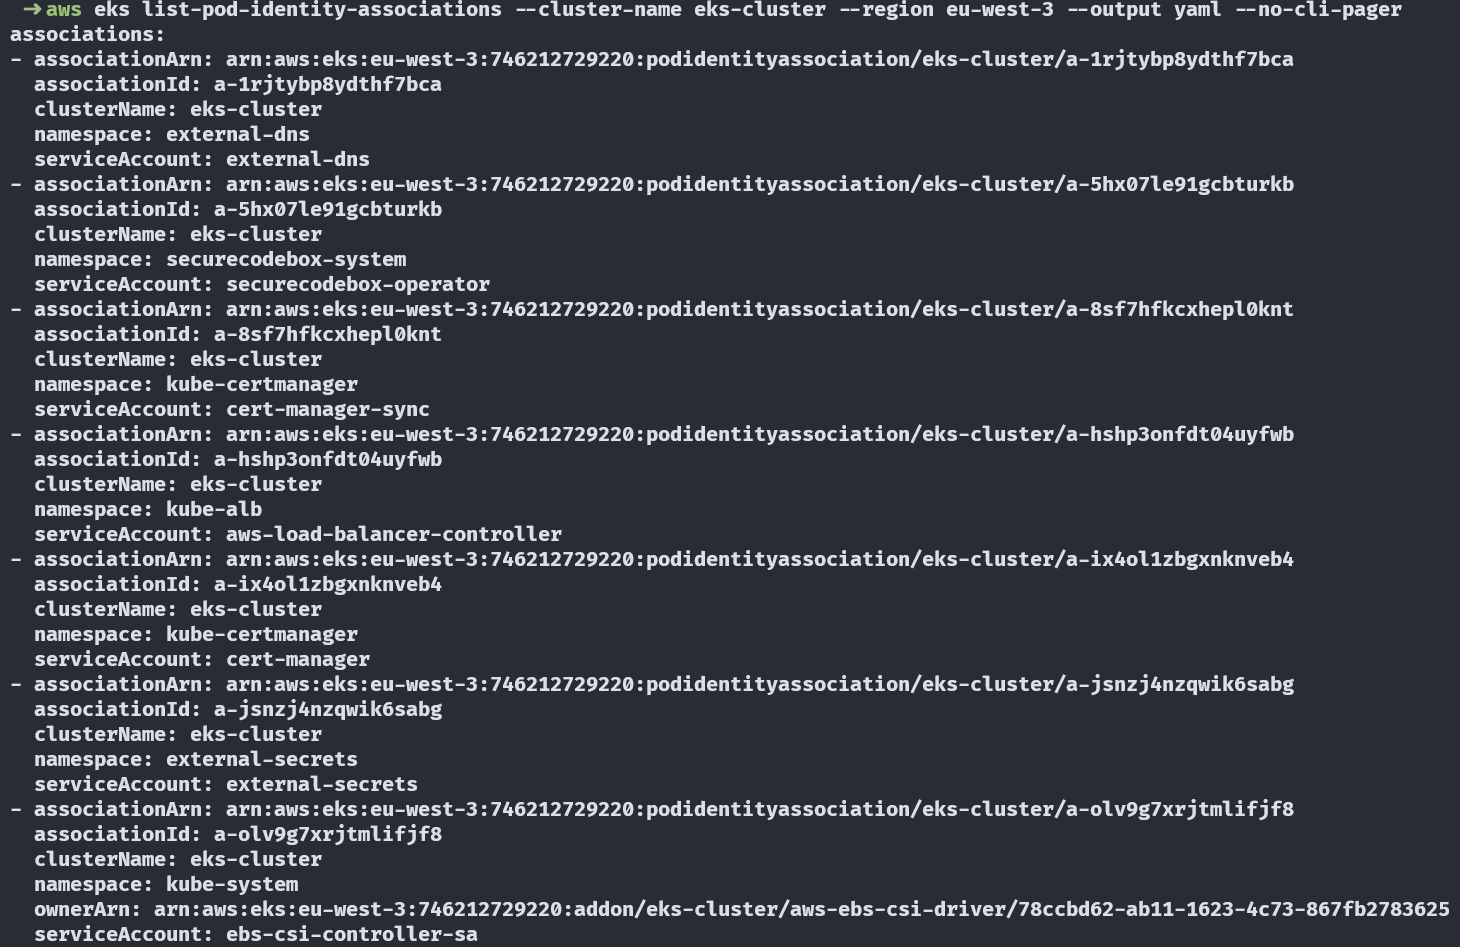 ➜ aws eks list-pod-identity-associations --cluster-name eks-cluster --region eu-west-3 --output yaml --no-cli-pager
associations:
- associationArn: arn:aws:eks:eu-west-3:746212729220:podidentityassociation/eks-cluster/a-1rjtybp8ydthf7bca
  associationId: a-1rjtybp8ydthf7bca
  clusterName: eks-cluster
  namespace: external-dns
  serviceAccount: external-dns
- associationArn: arn:aws:eks:eu-west-3:746212729220:podidentityassociation/eks-cluster/a-5hx07le91gcbturkb
  associationId: a-5hx07le91gcbturkb
  clusterName: eks-cluster
  namespace: securecodebox-system
  serviceAccount: securecodebox-operator
- associationArn: arn:aws:eks:eu-west-3:746212729220:podidentityassociation/eks-cluster/a-8sf7hfkcxhepl0knt
  associationId: a-8sf7hfkcxhepl0knt
  clusterName: eks-cluster
  namespace: kube-certmanager
  serviceAccount: cert-manager-sync
- associationArn: arn:aws:eks:eu-west-3:746212729220:podidentityassociation/eks-cluster/a-hshp3onfdt04uyfwb
  associationId: a-hshp3onfdt04uyfwb
  clusterName: eks-cluster
  namespace: kube-alb
  serviceAccount: aws-load-balancer-controller
- associationArn: arn:aws:eks:eu-west-3:746212729220:podidentityassociation/eks-cluster/a-ix4ol1zbgxnknveb4
  associationId: a-ix4ol1zbgxnknveb4
  clusterName: eks-cluster
  namespace: kube-certmanager
  serviceAccount: cert-manager
- associationArn: arn:aws:eks:eu-west-3:746212729220:podidentityassociation/eks-cluster/a-jsnzj4nzqwik6sabg
  associationId: a-jsnzj4nzqwik6sabg
  clusterName: eks-cluster
  namespace: external-secrets
  serviceAccount: external-secrets
- associationArn: arn:aws:eks:eu-west-3:746212729220:podidentityassociation/eks-cluster/a-olv9g7xrjtmlifjf8
  associationId: a-olv9g7xrjtmlifjf8
  clusterName: eks-cluster
  namespace: kube-system
  ownerArn: arn:aws:eks:eu-west-3:746212729220:addon/eks-cluster/aws-ebs-csi-driver/78ccbd62-ab11-1623-4c73-867fb2783625
  serviceAccount: ebs-csi-controller-sa